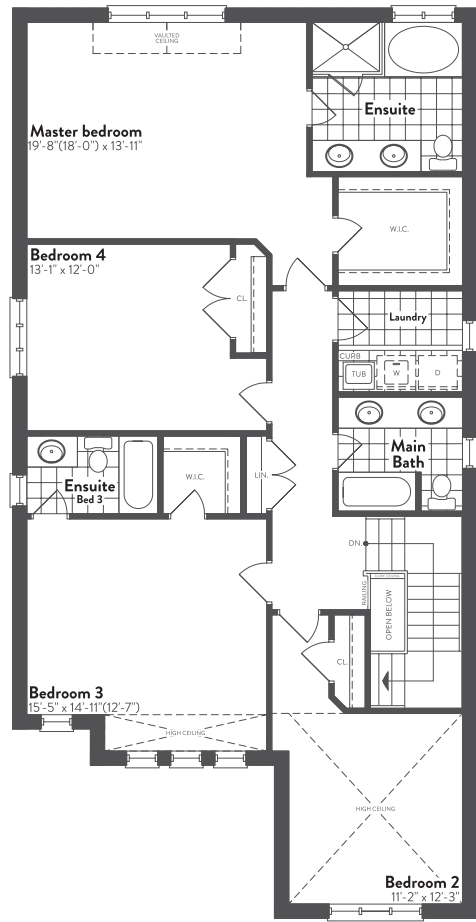 VAULTED
CEILING
Ensuite
Master bedroom
19'-8"(18'-0") x 13'-11"
W.I.C.
Bedroom 4
13'-1" x 12'-0"
CL.
Laundry
CURB
TUB
W
D
Main
Bath
Ensuite
Bed 3
W.I.C.
LIN.
DN.
RAILING
OPEN BELOW
CL.
Bedroom 3
15'-5" x 14'-11"(12'-7")
HIGH CEILING
HIGH CEILING
Bedroom 2
11'-2" x 12'-3"